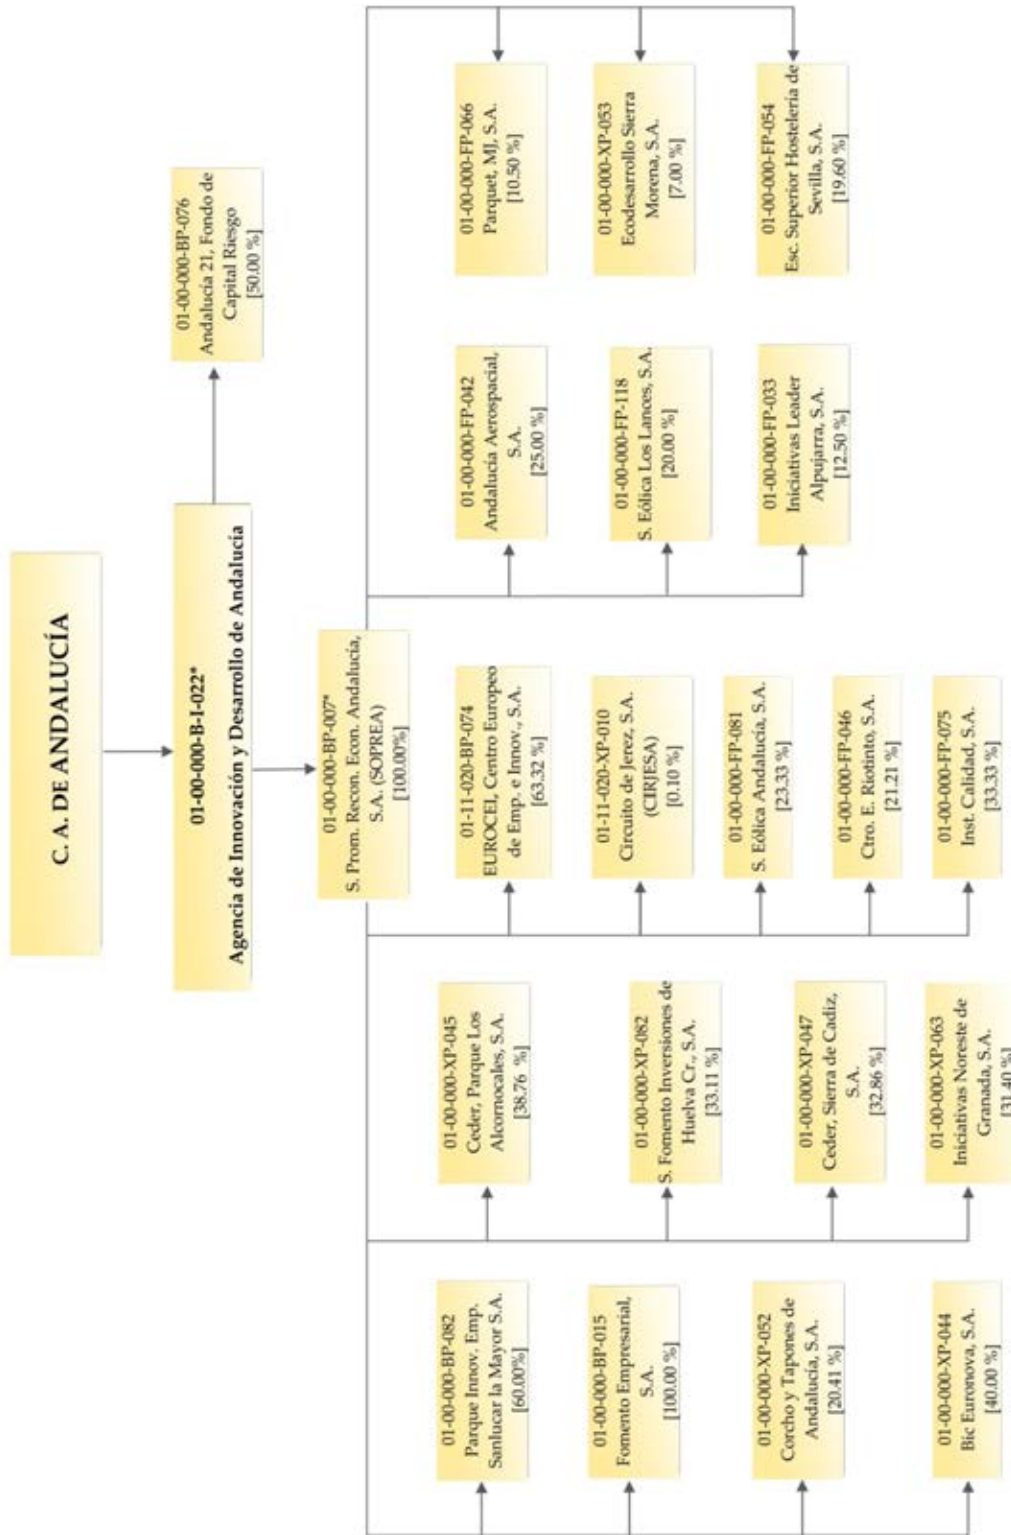 C. A. DE ANDALUCÍA
01-00-000-B-I-022*
Agencia de Innovación y Desarrollo de Andalucía
01-00-000-BP-076
Andalucía 21, Fondo de
Capital Riesgo
[50.00 %]
01-00-000-BP-007*
S. Prom. Recon. Econ. Andalucía,
S.A. (SOPREA)
[100.00%]
01-00-000-BP-082
Parque Innov. Emp.
Sanlucar la Mayor S.A.
[60.00%]
01-00-000-BP-015
Fomento Empresarial,
S.A.
[100.00 %]
01-00-000-XP-052
Corcho y Tapones de
Andalucía, S.A.
[20.41 %]
01-00-000-XP-044
Bic Euronova, S.A.
[40.00 %]
01-00-000-XP-045
Ceder, Parque Los
Alcornocales, S.A.
[38.76 %]
01-00-000-XP-082
S. Fomento Inversiones de
Huelva Cr., S.A.
[33.11 %]
01-00-000-XP-047
Ceder, Sierra de Cadiz,
S.A.
[32.86 %]
01-00-000-XP-063
Iniciativas Noreste de
Granada, S.A.
[31.40 %]
01-11-020-BP-074
EUROCEI, Centro Europeo
de Emp. e Innov., S.A.
[63.32 %]
01-11-020-XP-010
Circuito de Jerez, S.A.
(CIRJESA)
[0.10 %]
01-00-000-FP-081
S. Eólica Andalucía, S.A.
[23.33 %]
01-00-000-FP-046
Ctro. E. Riotinto, S.A.
[21.21 %]
01-00-000-FP-075
Inst. Calidad, S.A.
[33.33 %]
01-00-000-FP-042
Andalucía Aerospacial,
S.A.
[25.00 %]
01-00-000-FP-118
S. Eólica Los Lances, S.A.
[20.00 %]
01-00-000-FP-033
Iniciativas Leader
Alpujarra, S.A.
[12.50 %]
01-00-000-FP-066
Parquet, MJ, S.A.
[10.50 %]
01-00-000-XP-053
Ecodesarrollo Sierra
Morena, S.A.
[7.00 %]
01-00-000-FP-054
Esc. Superior Hostelería de
Sevilla, S.A.
[19.60 %]